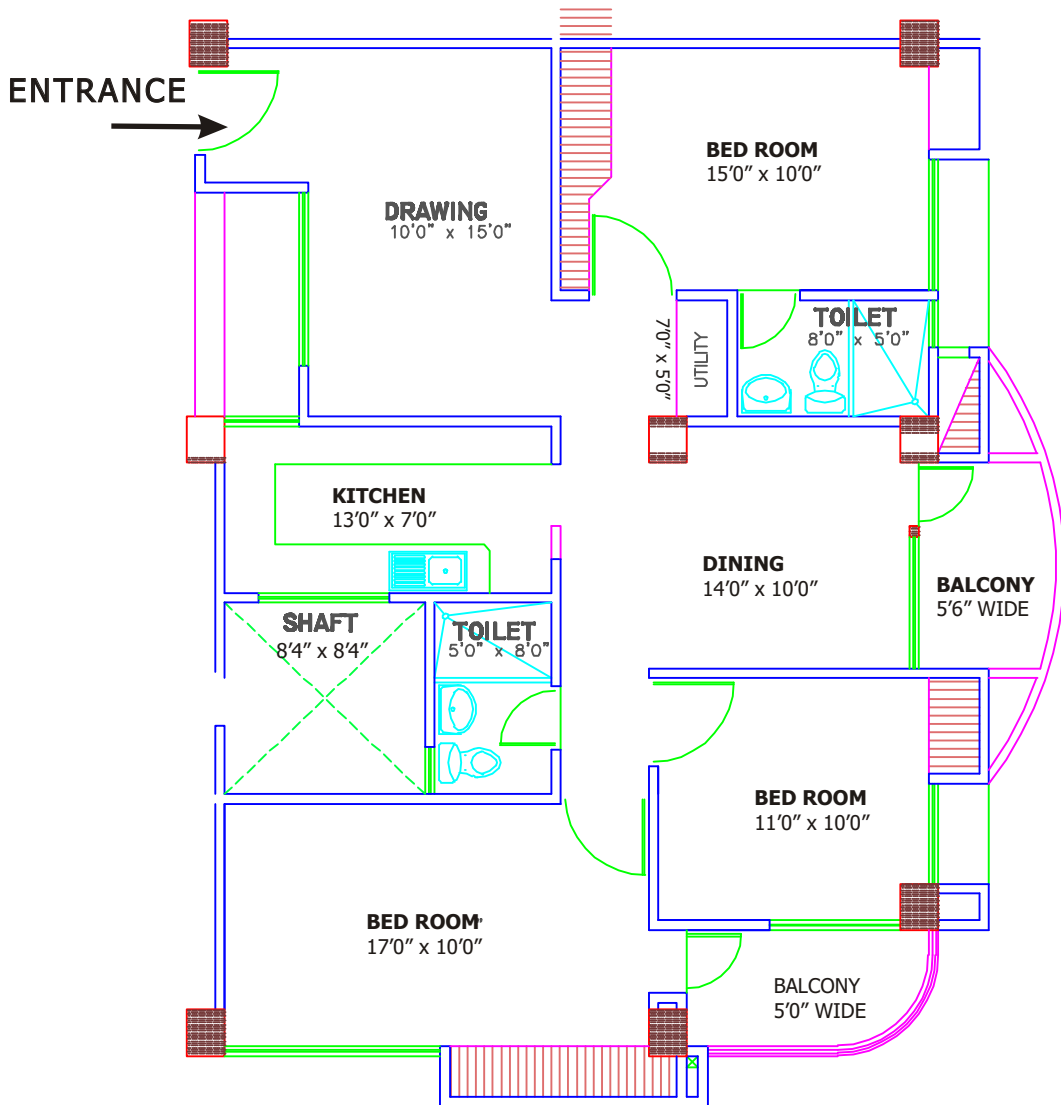 ENTRANCE
BED ROOM
15'0" x 10'0"
DRAWING
10'0" x 15'0"
TOILET
8'0" x 5'0"
7'0" x 5'0"
UTILITY
KITCHEN
13'0" x 7'0"
DINING
14'0" x 10'0"
BALCONY
5'6" WIDE
SHAFT
8'4" x 8'4"
TOILET
5'0" x 8'0"
BED ROOM
11'0" x 10'0"
BED ROOM'
17'0" x 10'0"
BALCONY
5'0" WIDE